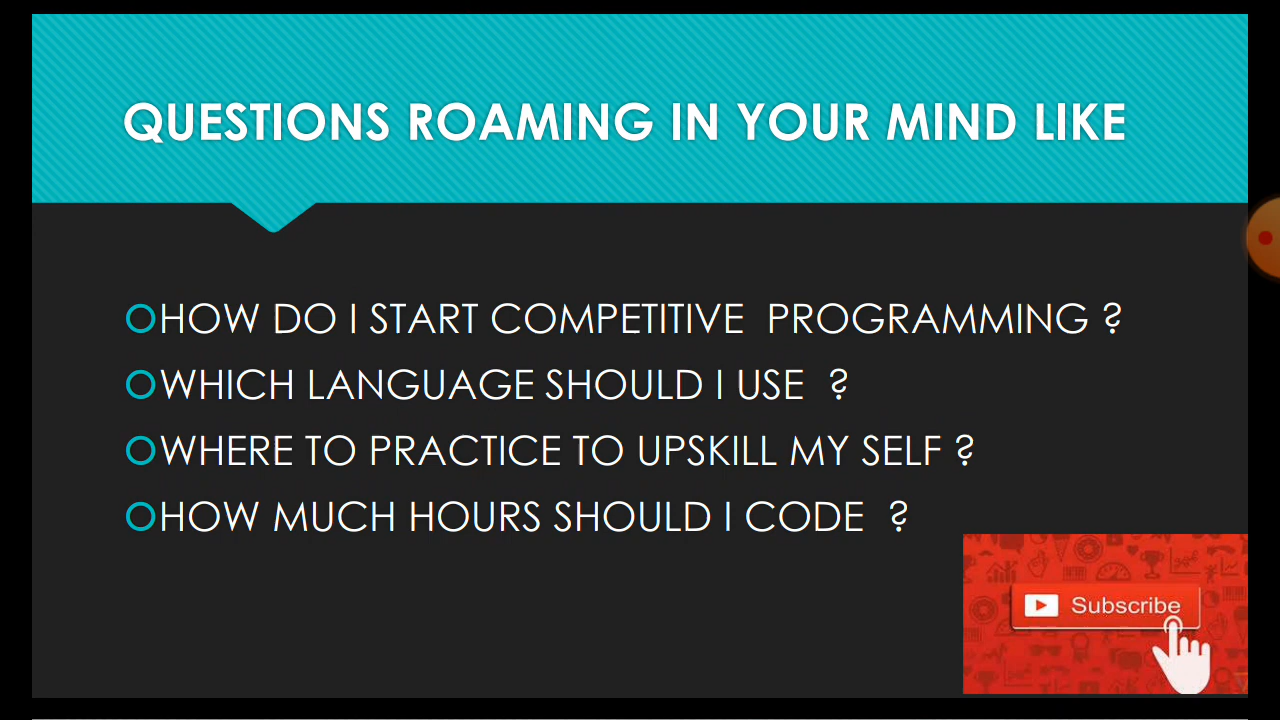 QUESTIONS ROAMING IN YOUR MIND LIKE
HOW DO I START COMPETITIVE PROGRAMMING ?
WHICH LANGUAGE SHOULD I USE ?
WHERE TO PRACTICE TO UPSKILL MY SELF ?
HOW MUCH HOURS SHOULD I CODE ?
Subscribe